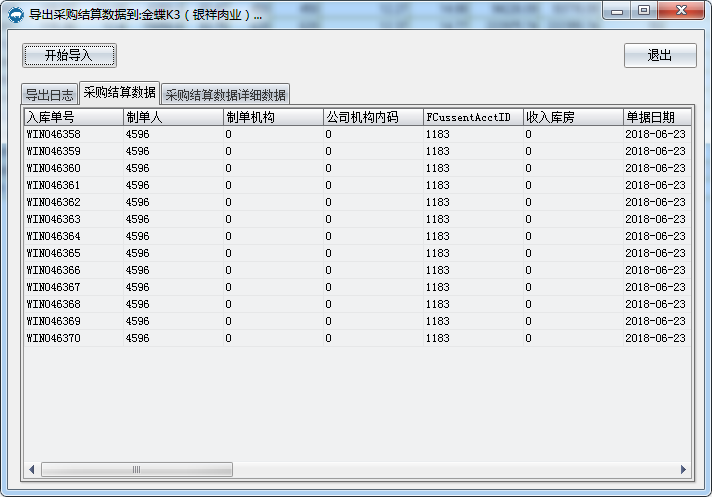 导出采购结算数据到:金蝶K3（银祥肉业）...
开始导入 退出
导出日志 采购结算数据 采购结算数据详细数据
入库单号 制单人 制单机构 公司机构内码 FCussentAcctID 收入库房 单据日期
WIN046358 4596 0 0 1183 0 2018-06-23
WIN046359 4596 0 0 1183 0 2018-06-23
WIN046360 4596 0 0 1183 0 2018-06-23
WIN046361 4596 0 0 1183 0 2018-06-23
WIN046362 4596 0 0 1183 0 2018-06-23
WIN046363 4596 0 0 1183 0 2018-06-23
WIN046364 4596 0 0 1183 0 2018-06-23
WIN046365 4596 0 0 1183 0 2018-06-23
WIN046366 4596 0 0 1183 0 2018-06-23
WIN046367 4596 0 0 1183 0 2018-06-23
WIN046368 4596 0 0 1183 0 2018-06-23
WIN046369 4596 0 0 1183 0 2018-06-23
WIN046370 4596 0 0 1183 0 2018-06-23